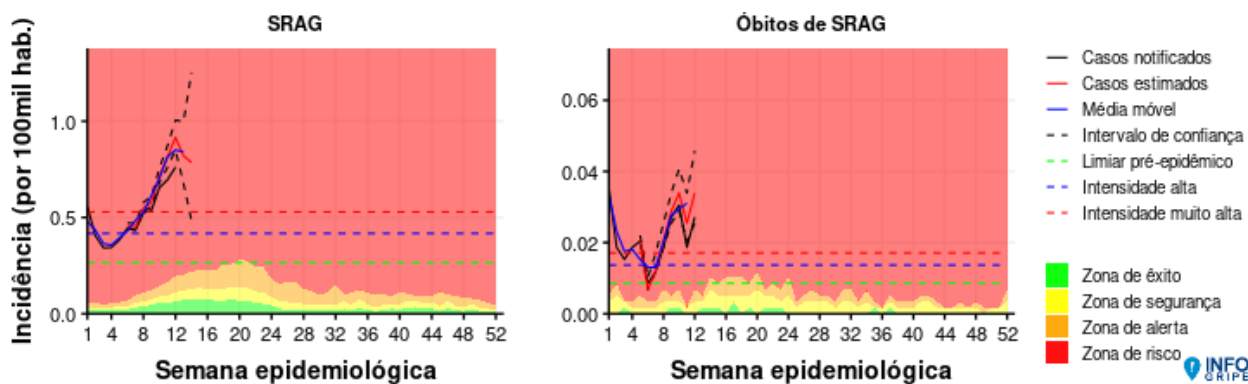 SRAG
Óbitos de SRAG
Incidência (por 100mil hab.)
1.0
0.5
0.0
1 4 8 12 16 20 24 28 32 36 40 44 48 52
Semana epidemiológica
0.06
0.04
0.02
0.00
1 4 8 12 16 20 24 28 32 36 40 44 48 52
Semana epidemiológica
Casos notificados
Casos estimados
Média móvel
Intervalo de confiança
Limiar pré-epidêmico
Intensidade alta
Intensidade muito alta
Zona de êxito
Zona de segurança
Zona de alerta
Zona de risco
INFO
GRIPE